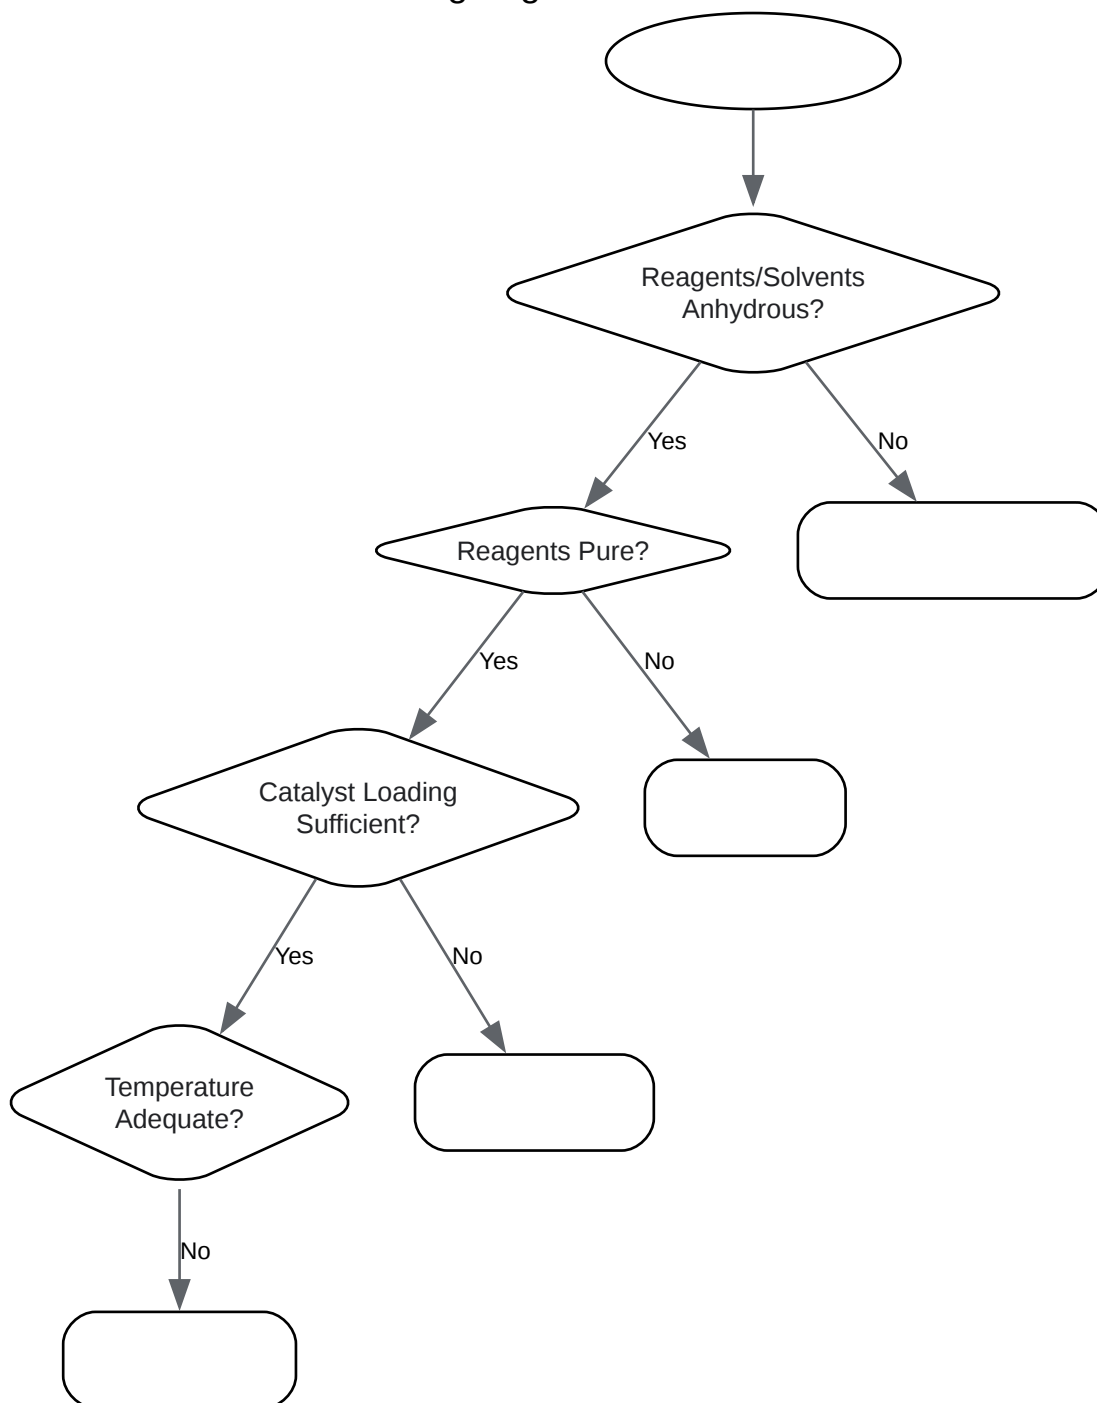 Reagents/Solvents
Anhydrous?
Yes
No
Reagents Pure?
Yes
No
Catalyst Loading
Sufficient?
Yes
No
Temperature
Adequate?
No